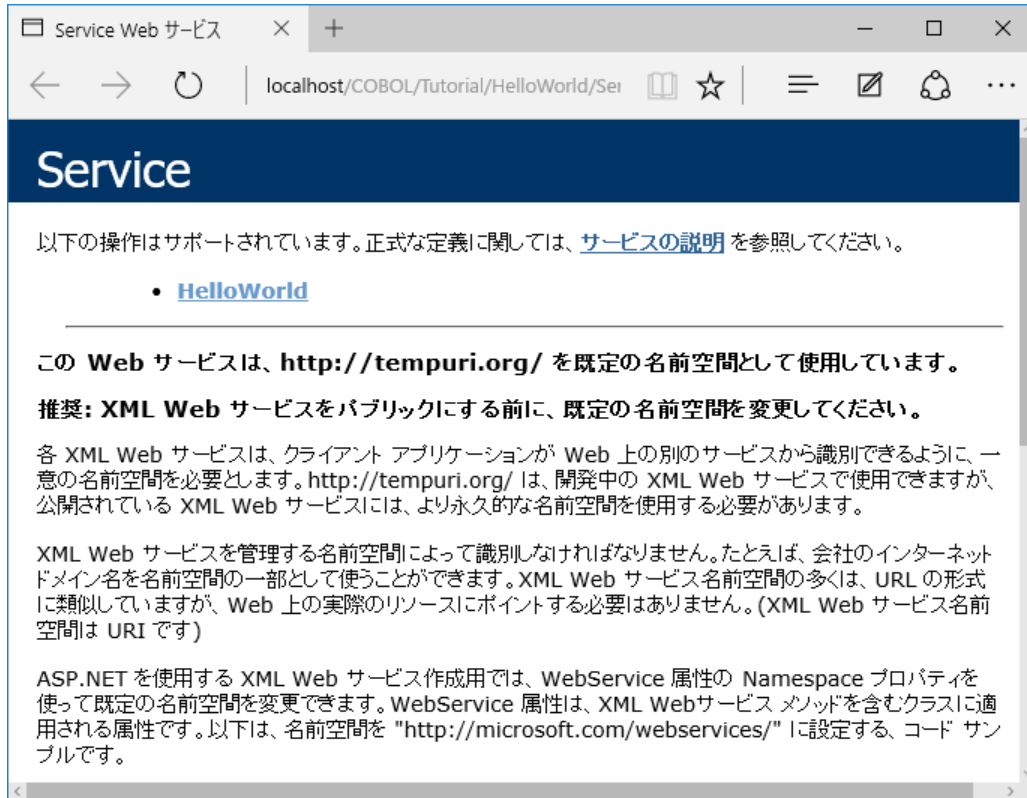 Service Web サービス
localhost/COBOL/Tutorial/HelloWorld/Ser
Service
以下の操作はサポートされています。正式な定義に関しては、サービスの説明 を参照してください。
• HelloWorld
この Web サービスは、http://tempuri.org/ を既定の名前空間として使用しています。
推奨: XML Web サービスをパブリックにする前に、既定の名前空間を変更してください。
各 XML Web サービスは、クライアント アプリケーションが Web 上の別のサービスから識別できるように、一
意の名前空間を必要とします。http://tempuri.org/ は、開発中の XML Web サービスで使用できますが、
公開されている XML Web サービスには、より永久的な名前空間を使用する必要があります。
XML Web サービスを管理する名前空間によって識別しなければなりません。たとえば、会社のインターネット
ドメイン名を名前空間の一部として使うことができます。XML Web サービス名前空間の多くは、URL の形式
に類似していますが、Web 上の実際のリソースにポイントする必要はありません。(XML Web サービス名前
空間は URI です)
ASP.NET を使用する XML Web サービス作成用では、WebService 属性の Namespace プロパティを
使って既定の名前空間を変更できます。WebService 属性は、XML Webサービス メソッドを含むクラスに適
用される属性です。以下は、名前空間を "http://microsoft.com/webservices/" に設定する、コード サン
プルです。